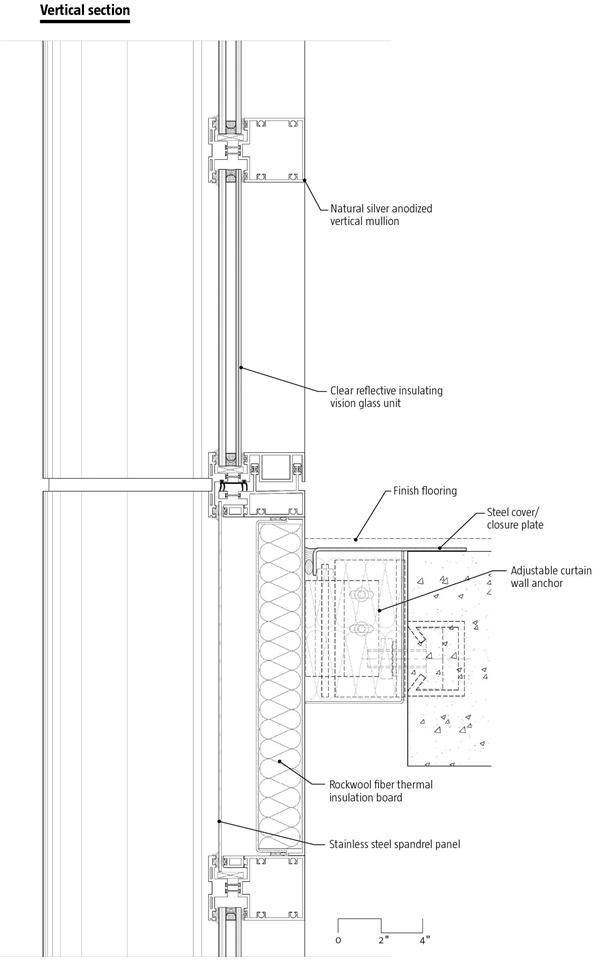 Vertical section
Natural silver anodized
vertical mullion
Clear reflective insulating
vision glass unit
Finish flooring
Steel cover/
closure plate
Adjustable curtain
wall anchor
Rockwool fiber thermal
insulation board
Stainless steel spandrel panel
0 2" 4"